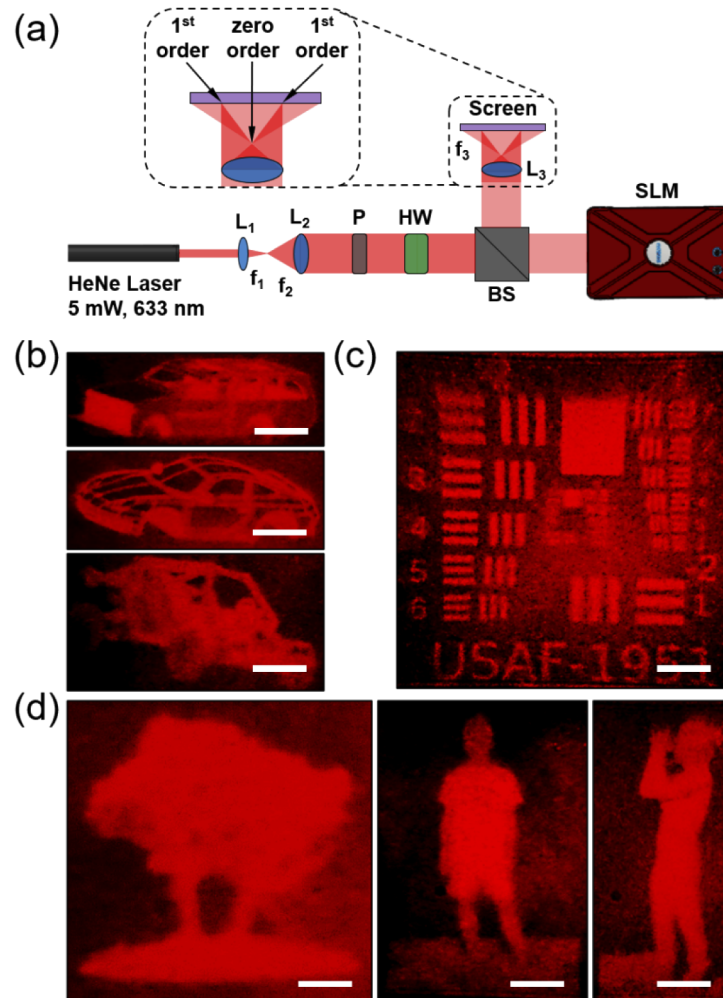 (a)
1st order
zero order
1st order
Screen
f3
L3
SLM
L1
L2
P
HW
f1
f2
BS
HeNe Laser
5 mW, 633 nm
(b)
(c)
3
4
5
6
-2
1
USAF-1951
(d)